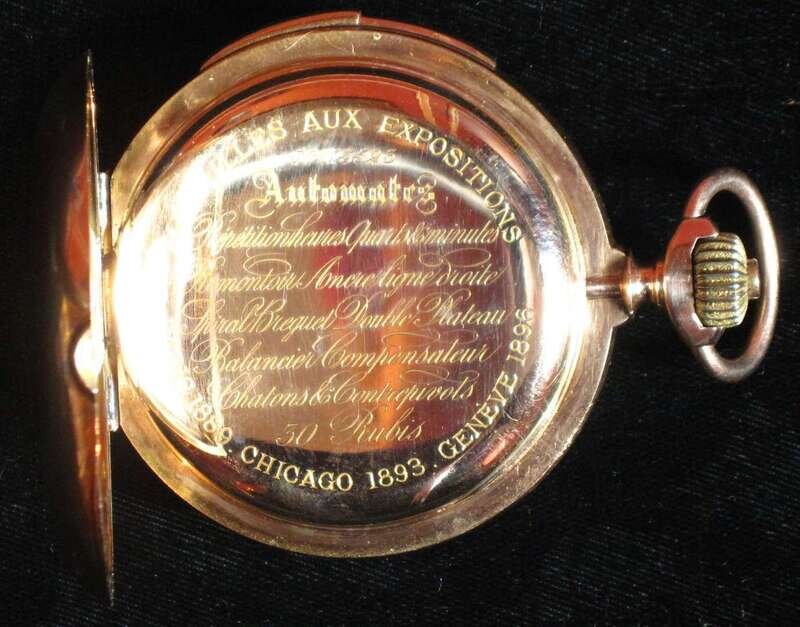 AUX EXPOSITIONS
Automates
Répétition heures Quarts & minutes
Remontoir Ancre ligne droite
Spiral Breguet Double Plateau
Balancier Compensateur
Chatons & Contrepivots
30 Rubis
1889. CHICAGO 1893. GENÈVE 1896